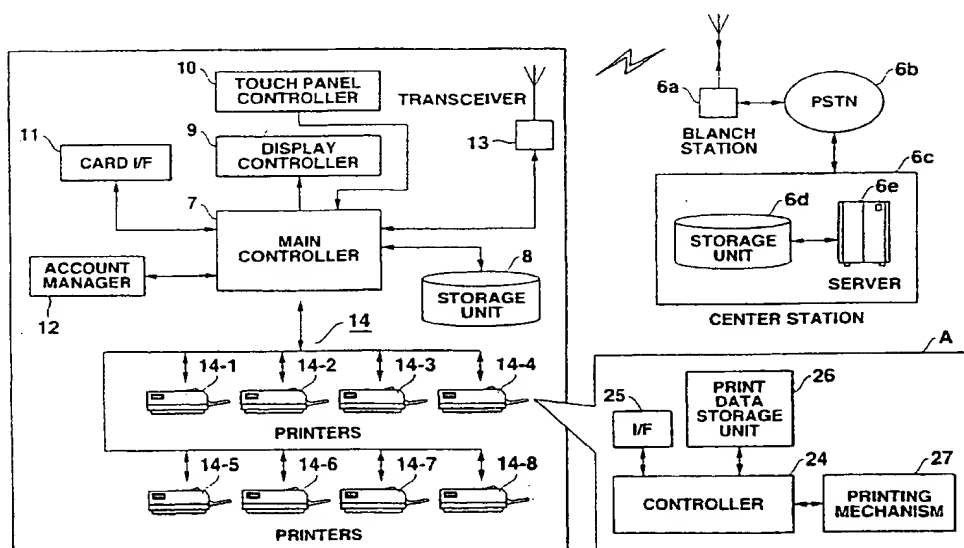 10
TOUCH PANEL
CONTROLLER
TRANSCEIVER
13
11
CARD I/F
9
DISPLAY
CONTROLLER
7
MAIN
CONTROLLER
ACCOUNT
MANAGER
12
8
STORAGE
UNIT
14
14-1
14-2
14-3
14-4
PRINTERS
14-5
14-6
14-7
14-8
PRINTERS
6a
BLANCH
STATION
6b
PSTN
6c
6d
STORAGE
UNIT
6e
SERVER
CENTER STATION
A
25
I/F
26
PRINT
DATA
STORAGE
UNIT
24
CONTROLLER
27
PRINTING
MECHANISM